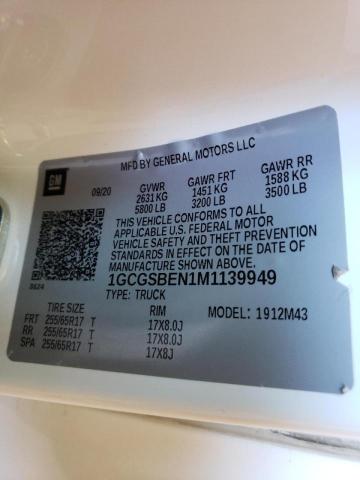 MFD BY GENERAL MOTORS LLC
GM
09/20 GVWR GAWR FRT GAWR RR
2631 KG 1451 KG 1588 KG
5800 LB 3200 LB 3500 LB
THIS VEHICLE CONFORMS TO ALL
APPLICABLE U.S. FEDERAL MOTOR
VEHICLE SAFETY AND THEFT PREVENTION
STANDARDS IN EFFECT ON THE DATE OF
MANUFACTURE SHOWN ABOVE.
8624
1GCGSBEN1M1139949
TYPE: TRUCK
TIRE SIZE RIM MODEL: 1912M43
FRT 255/65R17 T 17X8.0J
RR 255/65R17 T 17X8.0J
SPA 255/65R17 T 17X8J